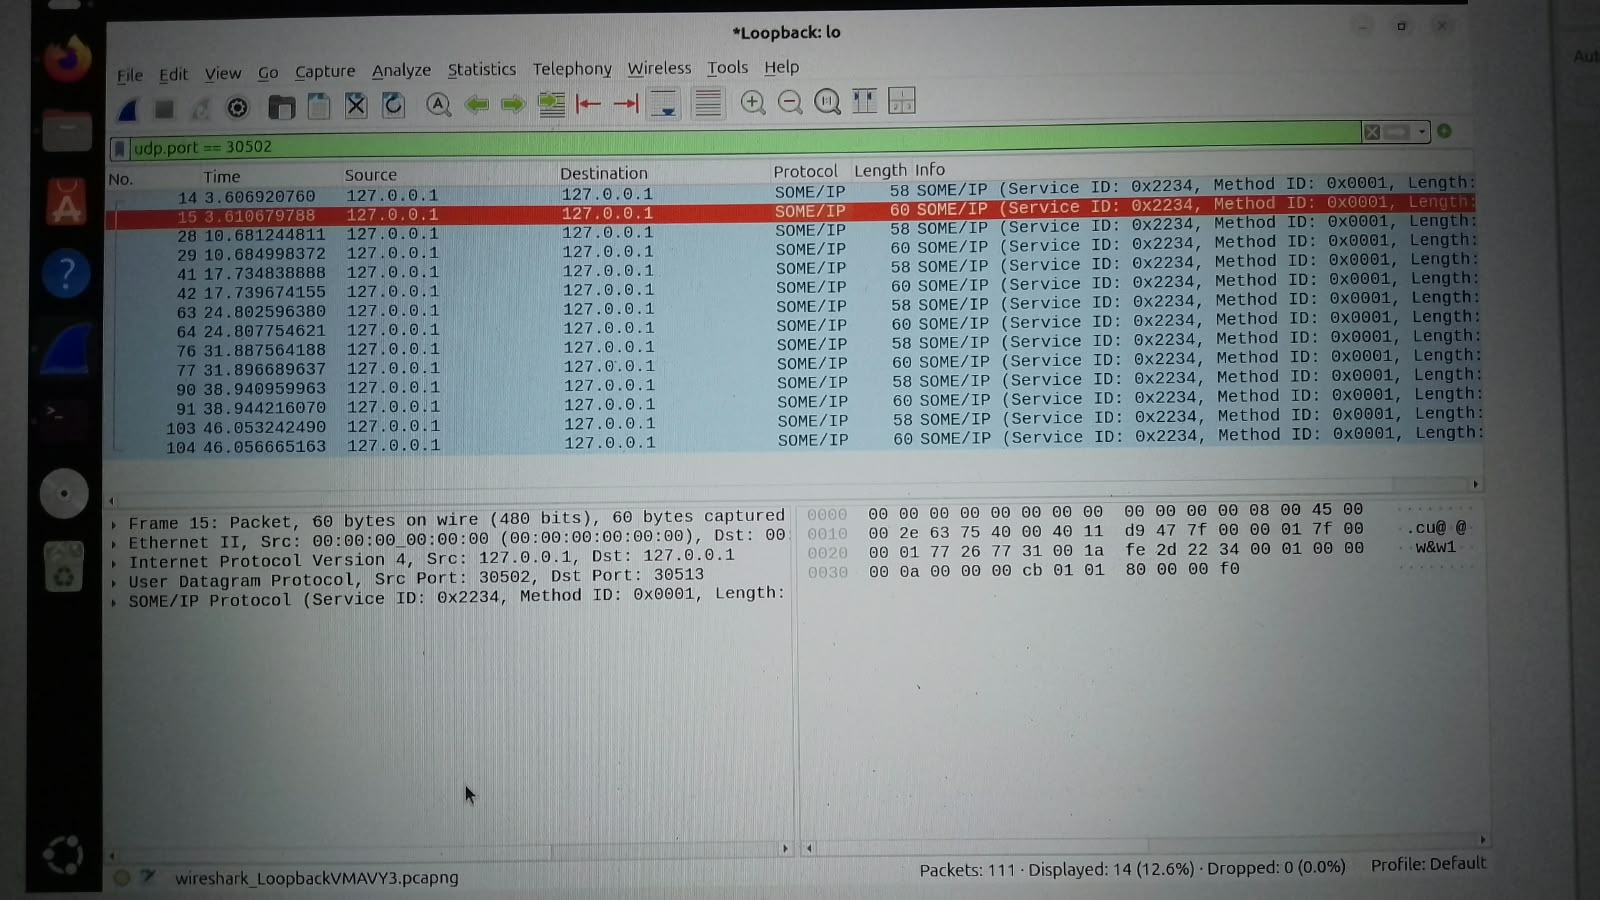 *Loopback: lo
File Edit View Go Capture Analyze Statistics Telephony Wireless Tools Help
udp.port == 30502
No. Time Source Destination Protocol Length Info
14 3.606920760 127.0.0.1 127.0.0.1 SOME/IP 58 SOME/IP (Service ID: 0x2234, Method ID: 0x0001, Length:
15 3.610679788 127.0.0.1 127.0.0.1 SOME/IP 60 SOME/IP (Service ID: 0x2234, Method ID: 0x0001, Length:
28 10.681244811 127.0.0.1 127.0.0.1 SOME/IP 58 SOME/IP (Service ID: 0x2234, Method ID: 0x0001, Length:
29 10.684998372 127.0.0.1 127.0.0.1 SOME/IP 60 SOME/IP (Service ID: 0x2234, Method ID: 0x0001, Length:
41 17.734838888 127.0.0.1 127.0.0.1 SOME/IP 58 SOME/IP (Service ID: 0x2234, Method ID: 0x0001, Length:
42 17.739674155 127.0.0.1 127.0.0.1 SOME/IP 60 SOME/IP (Service ID: 0x2234, Method ID: 0x0001, Length:
63 24.802596380 127.0.0.1 127.0.0.1 SOME/IP 58 SOME/IP (Service ID: 0x2234, Method ID: 0x0001, Length:
64 24.807754621 127.0.0.1 127.0.0.1 SOME/IP 60 SOME/IP (Service ID: 0x2234, Method ID: 0x0001, Length:
76 31.887564188 127.0.0.1 127.0.0.1 SOME/IP 58 SOME/IP (Service ID: 0x2234, Method ID: 0x0001, Length:
77 31.896689637 127.0.0.1 127.0.0.1 SOME/IP 60 SOME/IP (Service ID: 0x2234, Method ID: 0x0001, Length:
90 38.940959963 127.0.0.1 127.0.0.1 SOME/IP 58 SOME/IP (Service ID: 0x2234, Method ID: 0x0001, Length:
91 38.944216070 127.0.0.1 127.0.0.1 SOME/IP 60 SOME/IP (Service ID: 0x2234, Method ID: 0x0001, Length:
103 46.053242490 127.0.0.1 127.0.0.1 SOME/IP 58 SOME/IP (Service ID: 0x2234, Method ID: 0x0001, Length:
104 46.056665163 127.0.0.1 127.0.0.1 SOME/IP 60 SOME/IP (Service ID: 0x2234, Method ID: 0x0001, Length:
Frame 15: Packet, 60 bytes on wire (480 bits), 60 bytes captured
Ethernet II, Src: 00:00:00_00:00:00 (00:00:00:00:00:00), Dst: 00:
Internet Protocol Version 4, Src: 127.0.0.1, Dst: 127.0.0.1
User Datagram Protocol, Src Port: 30502, Dst Port: 30513
SOME/IP Protocol (Service ID: 0x2234, Method ID: 0x0001, Length:
0000 00 00 00 00 00 00 00 00 00 00 00 00 08 00 45 00 ········ 
0010 00 2e 63 75 40 00 40 11 d9 47 7f 00 00 01 7f 00 .cu@ @
0020 00 01 77 26 77 31 00 1a fe 2d 22 34 00 01 00 00 w&w1
0030 00 0a 00 00 00 cb 01 01 80 00 00 f0 ········
wireshark_LoopbackVMAVY3.pcapng
Packets: 111 · Displayed: 14 (12.6%) · Dropped: 0 (0.0%) Profile: Default